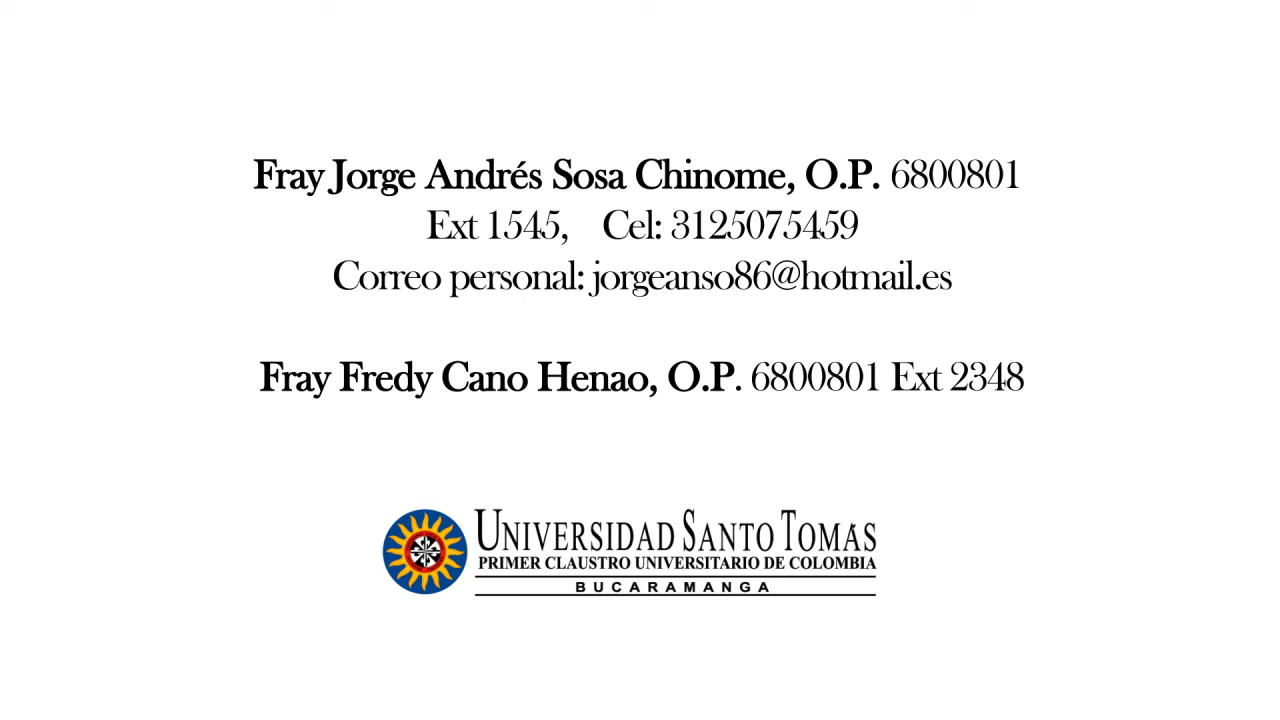 Fray Jorge Andrés Sosa Chinome, O.P. 6800801
Ext 1545, Cel: 3125075459
Correo personal: jorgeanso86@hotmail.es
Fray Fredy Cano Henao, O.P. 6800801 Ext 2348
UNIVERSIDAD SANTO TOMÁS
PRIMER CLAUSTRO UNIVERSITARIO DE COLOMBIA
BUCARAMANGA